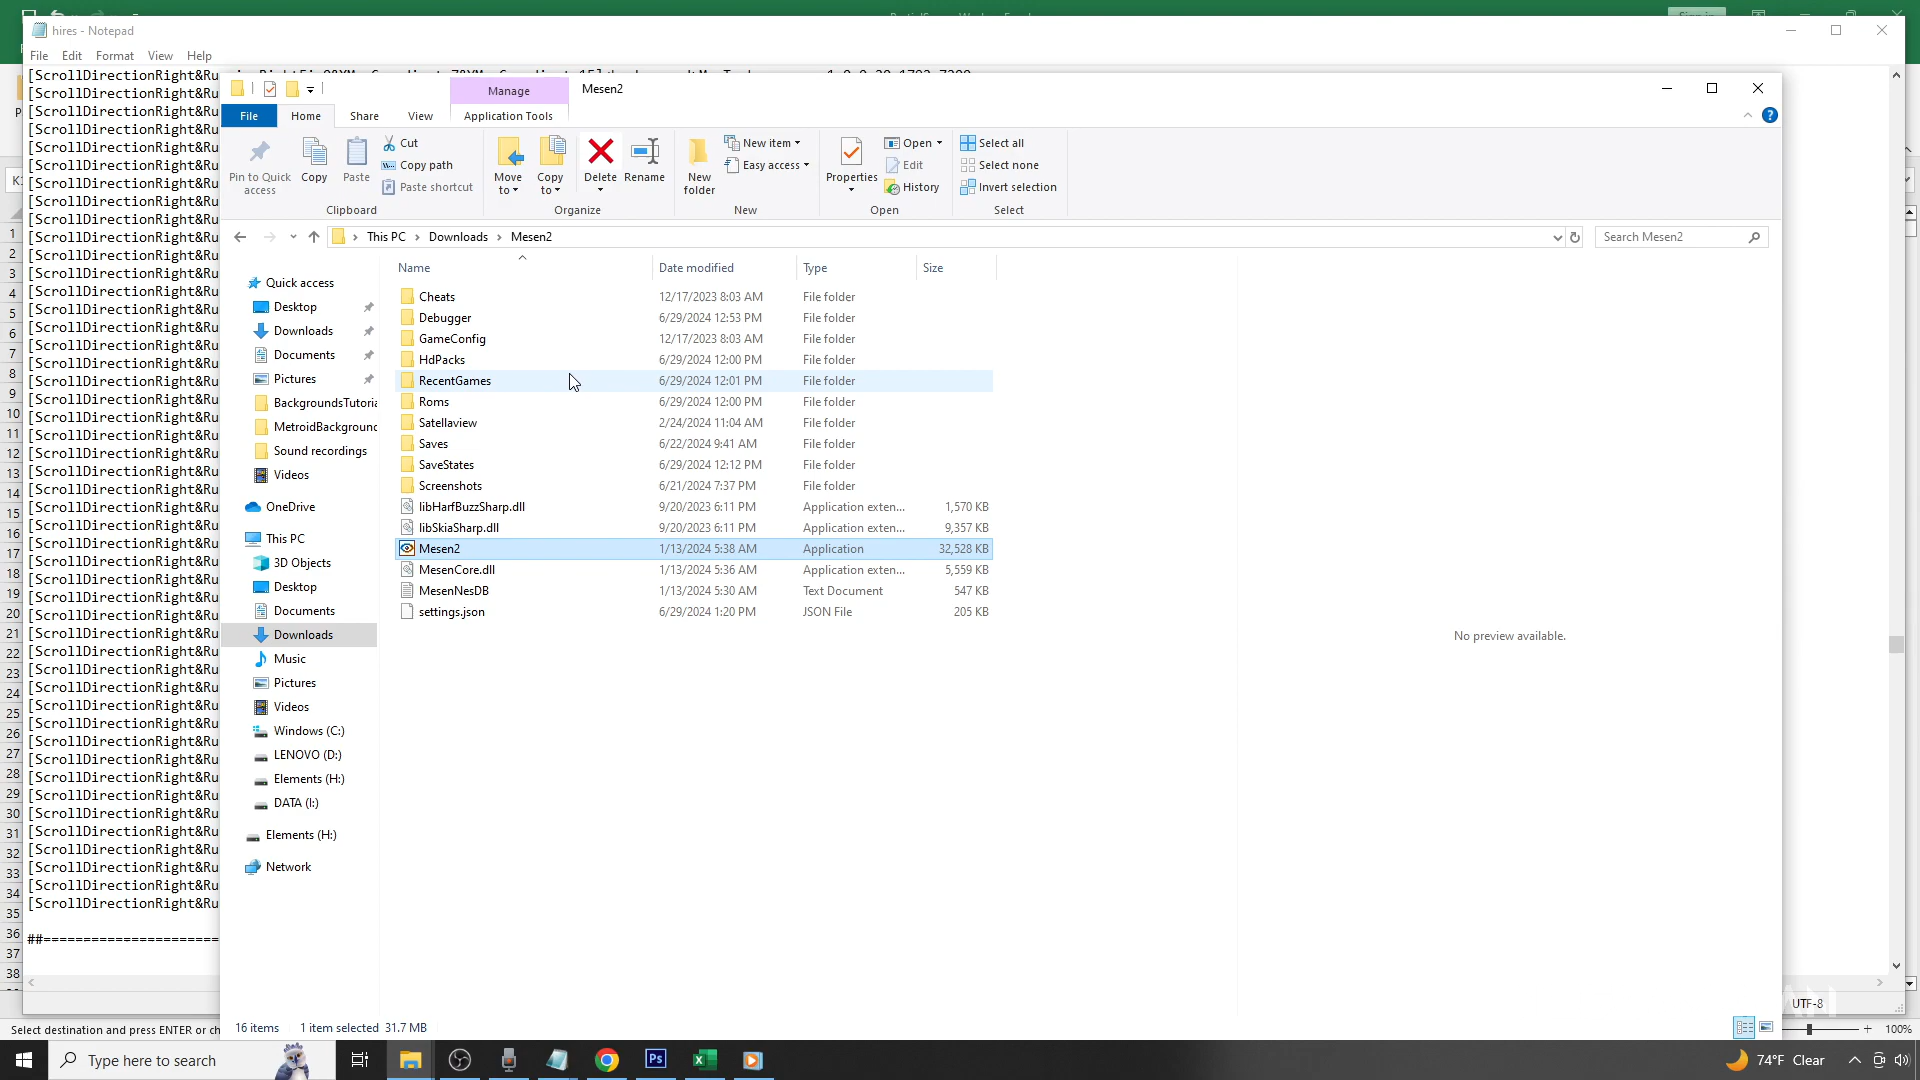 hires - Notepad
File Edit Format View Help
[ScrollDirectionRight&Ru
Manage Mesen2
File Home Share View Application Tools
Pin to Quick access
Copy
Paste
Cut
Copy path
Paste shortcut
Clipboard
Move to
Copy to
Delete
Rename
Organize
New folder
New item
Easy access
New
Properties
Open
Edit
History
Open
Select all
Select none
Invert selection
Select
This PC > Downloads > Mesen2
Search Mesen2
Name Date modified Type Size
Cheats 12/17/2023 8:03 AM File folder
Debugger 6/29/2024 12:53 PM File folder
GameConfig 12/17/2023 8:03 AM File folder
HdPacks 6/29/2024 12:00 PM File folder
RecentGames 6/29/2024 12:01 PM File folder
Roms 6/29/2024 12:00 PM File folder
Satellaview 2/24/2024 11:04 AM File folder
Saves 6/22/2024 9:41 AM File folder
SaveStates 6/29/2024 12:12 PM File folder
Screenshots 6/21/2024 7:37 PM File folder
libHarfBuzzSharp.dll 9/20/2023 6:11 PM Application exten... 1,570 KB
libSkiaSharp.dll 9/20/2023 6:11 PM Application exten... 9,357 KB
Mesen2 1/13/2024 5:38 AM Application 32,528 KB
MesenCore.dll 1/13/2024 5:36 AM Application exten... 5,559 KB
MesenNesDB 1/13/2024 5:30 AM Text Document 547 KB
settings.json 6/29/2024 1:20 PM JSON File 205 KB
Quick access
Desktop
Downloads
Documents
Pictures
BackgroundsTutoria
MetroidBackground
Sound recordings
Videos
OneDrive
This PC
3D Objects
Desktop
Documents
Downloads
Music
Pictures
Videos
Windows (C:)
LENOVO (D:)
Elements (H:)
DATA (I:)
Elements (H:)
Network
No preview available.
16 items 1 item selected 31.7 MB
##========================
UTF-8
Select destination and press ENTER or ch
100%
Type here to search
74°F Clear